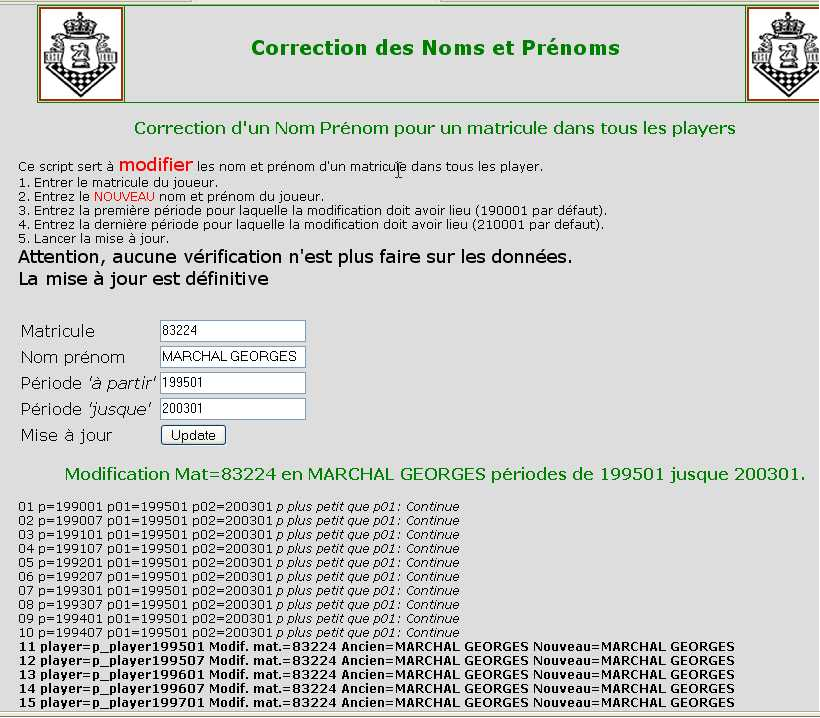 Correction des Noms et Prénoms
Correction d'un Nom Prénom pour un matricule dans tous les players
Ce script sert à modifier les nom et prénom d'un matricule dans tous les player.
1. Entrer le matricule du joueur.
2. Entrez le NOUVEAU nom et prénom du joueur.
3. Entrez la première période pour laquelle la modification doit avoir lieu (190001 par défaut).
4. Entrez la dernière période pour laquelle la modification doit avoir lieu (210001 par defaut).
5. Lancer la mise à jour.
Attention, aucune vérification n'est plus faire sur les données.
La mise à jour est définitive
Matricule 83224
Nom prénom MARCHAL GEORGES
Période 'à partir' 199501
Période 'jusque' 200301
Mise à jour Update
Modification Mat=83224 en MARCHAL GEORGES périodes de 199501 jusque 200301.
01 p=199001 p01=199501 p02=200301 p plus petit que p01: Continue
02 p=199007 p01=199501 p02=200301 p plus petit que p01: Continue
03 p=199101 p01=199501 p02=200301 p plus petit que p01: Continue
04 p=199107 p01=199501 p02=200301 p plus petit que p01: Continue
05 p=199201 p01=199501 p02=200301 p plus petit que p01: Continue
06 p=199207 p01=199501 p02=200301 p plus petit que p01: Continue
07 p=199301 p01=199501 p02=200301 p plus petit que p01: Continue
08 p=199307 p01=199501 p02=200301 p plus petit que p01: Continue
09 p=199401 p01=199501 p02=200301 p plus petit que p01: Continue
10 p=199407 p01=199501 p02=200301 p plus petit que p01: Continue
11 player=p_player199501 Modif. mat.=83224 Ancien=MARCHAL GEORGES Nouveau=MARCHAL GEORGES
12 player=p_player199507 Modif. mat.=83224 Ancien=MARCHAL GEORGES Nouveau=MARCHAL GEORGES
13 player=p_player199601 Modif. mat.=83224 Ancien=MARCHAL GEORGES Nouveau=MARCHAL GEORGES
14 player=p_player199607 Modif. mat.=83224 Ancien=MARCHAL GEORGES Nouveau=MARCHAL GEORGES
15 player=p_player199701 Modif. mat.=83224 Ancien=MARCHAL GEORGES Nouveau=MARCHAL GEORGES